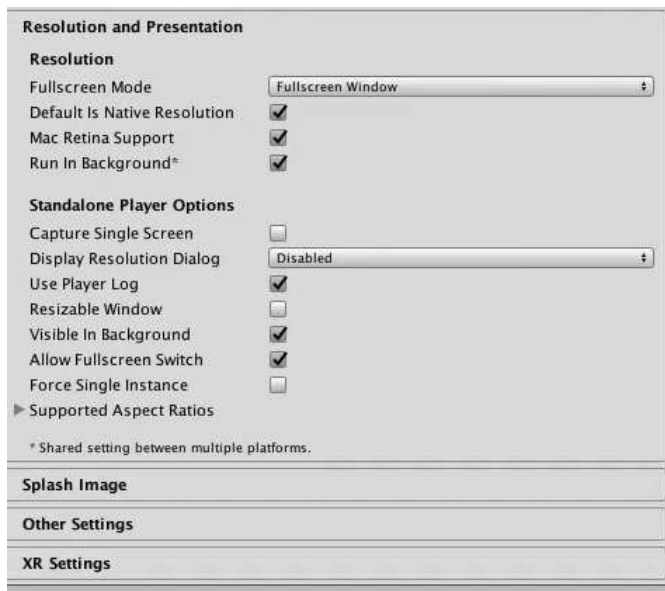 Resolution and Presentation
Resolution
Fullscreen Mode Fullscreen Window
Default Is Native Resolution
Mac Retina Support
Run In Background*
Standalone Player Options
Capture Single Screen
Display Resolution Dialog Disabled
Use Player Log
Resizable Window
Visible In Background
Allow Fullscreen Switch
Force Single Instance
Supported Aspect Ratios
* Shared setting between multiple platforms.
Splash Image
Other Settings
XR Settings